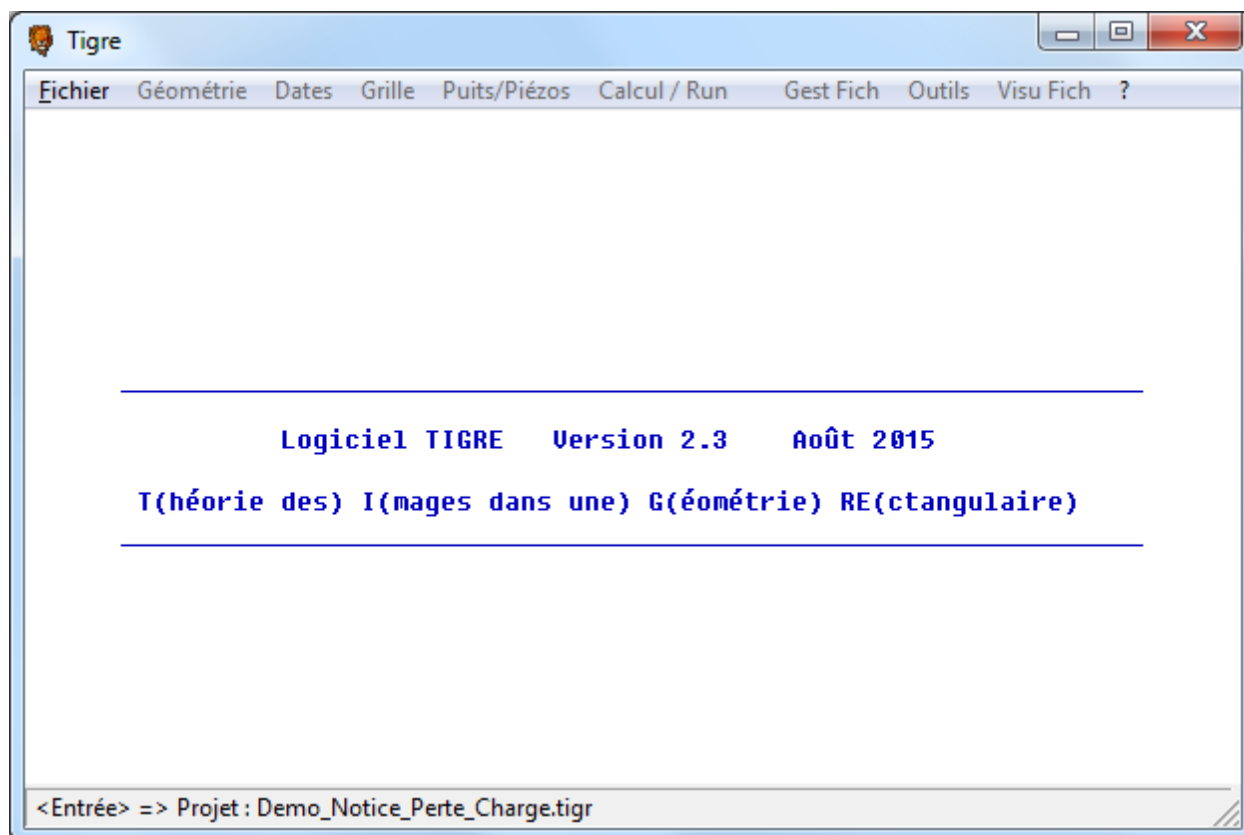 Tigre
Fichier Géométrie Dates Grille Puits/Piézos Calcul / Run Gest Fich Outils Visu Fich ?
Logiciel TIGRE Version 2.3 Août 2015
T(héorie des) I(mages dans une) G(éométrie) RE(ctangulaire)
<Entrée> => Projet : Demo_Notice_Perte_Charge.tigr